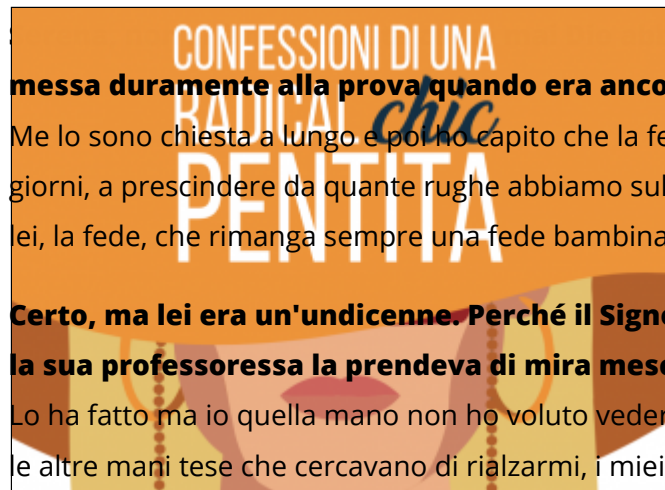 CONFESSIONI DI UNA
RADICAL chic
PENTITA
messa duramente alla prova quando era anco
Me lo sono chiesta a lungo e poi ho capito che la fe
giorni, a prescindere da quante rughe abbiamo sul
lei, la fede, che rimanga sempre una fede bambina
Certo, ma lei era un'undicenne. Perché il Signo
la sua professoressa la prendeva di mira mese
Lo ha fatto ma io quella mano non ho voluto veder
le altre mani tese che cercavano di rialzarmi, i miei